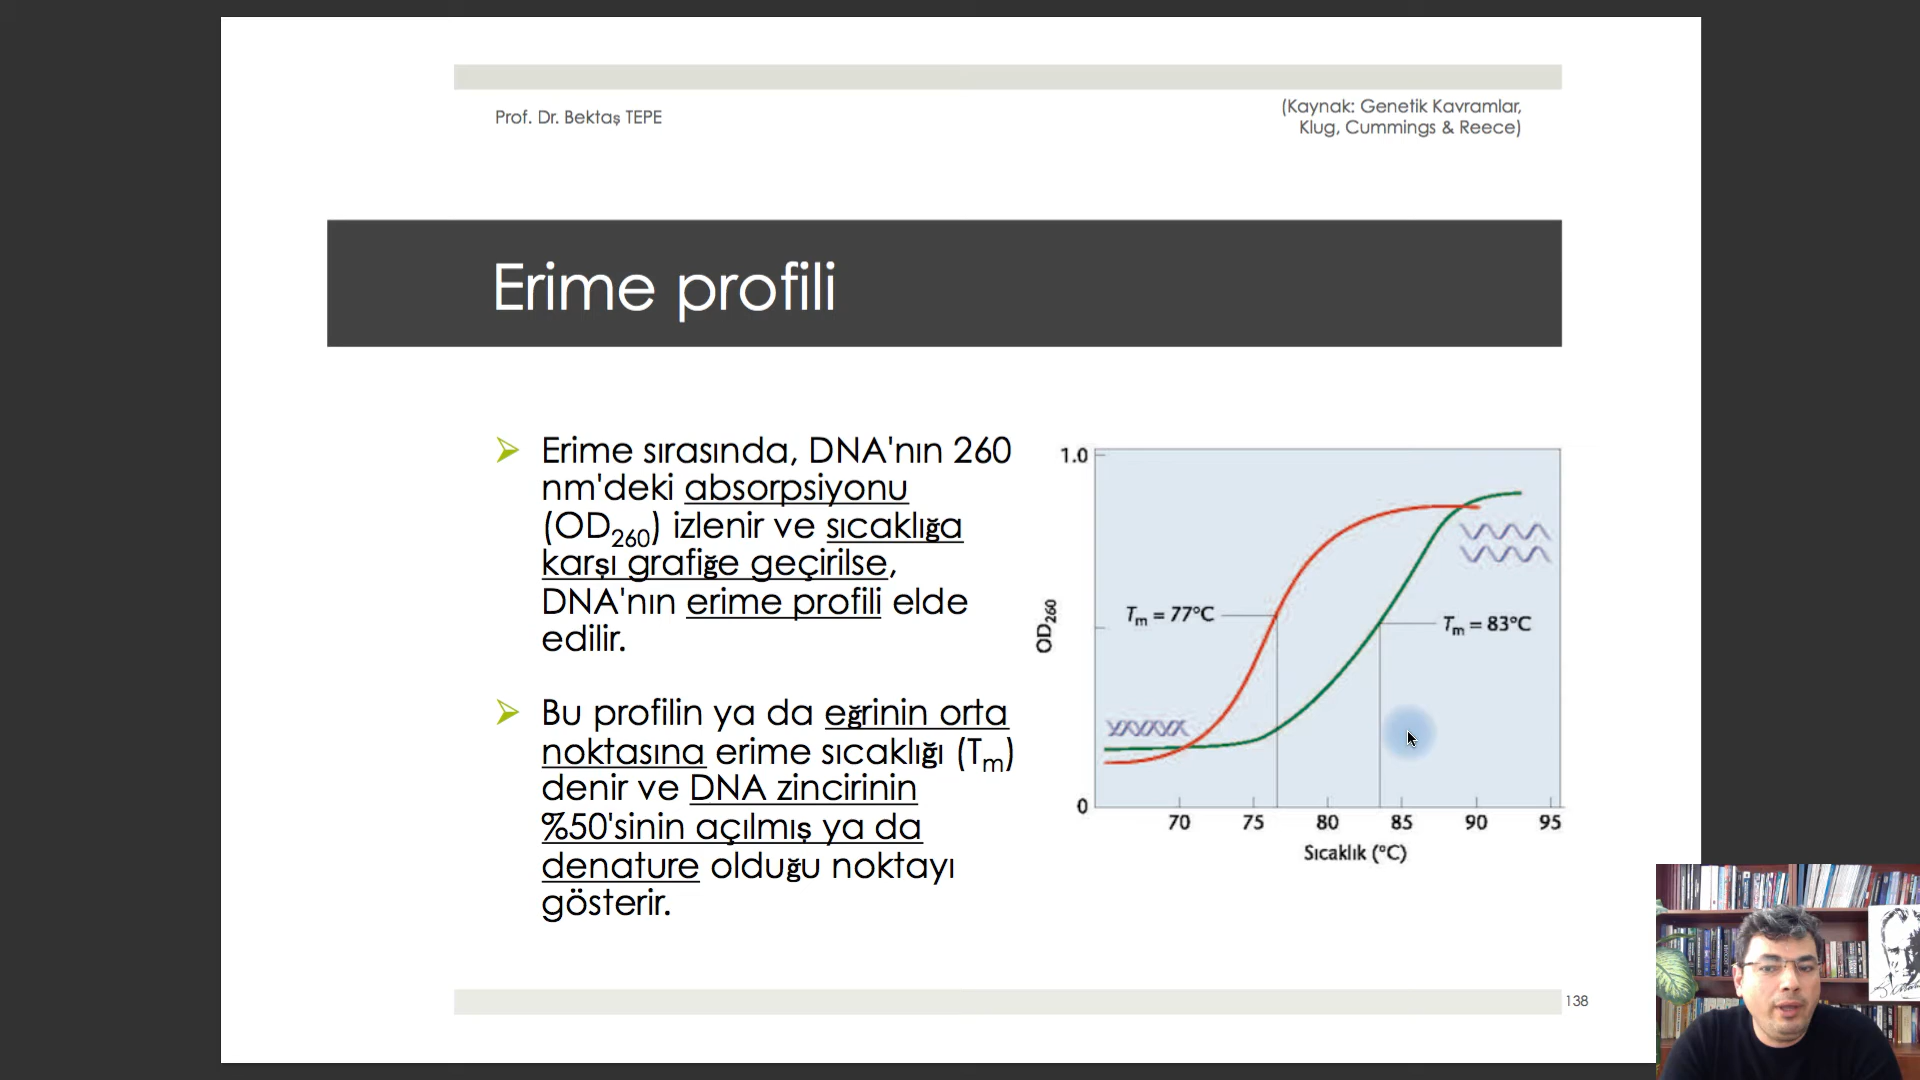 Prof. Dr. Bektaş TEPE
(Kaynak: Genetik Kavramlar,
Klug, Cummings & Reece)
Erime profili
Erime sırasında, DNA'nın 260
nm'deki absorpsiyonu
(OD260) izlenir ve sıcaklığa
karşı grafiğe geçirilse,
DNA'nın erime profili elde
edilir.
Bu profilin ya da eğrinin orta
noktasına erime sıcaklığı (Tm)
denir ve DNA zincirinin
%50'sinin açılmış ya da
denature olduğu noktayı
gösterir.
1.0
OD260
Tm = 77°C
Tm = 83°C
0
70 75 80 85 90 95
Sıcaklık (°C)
138